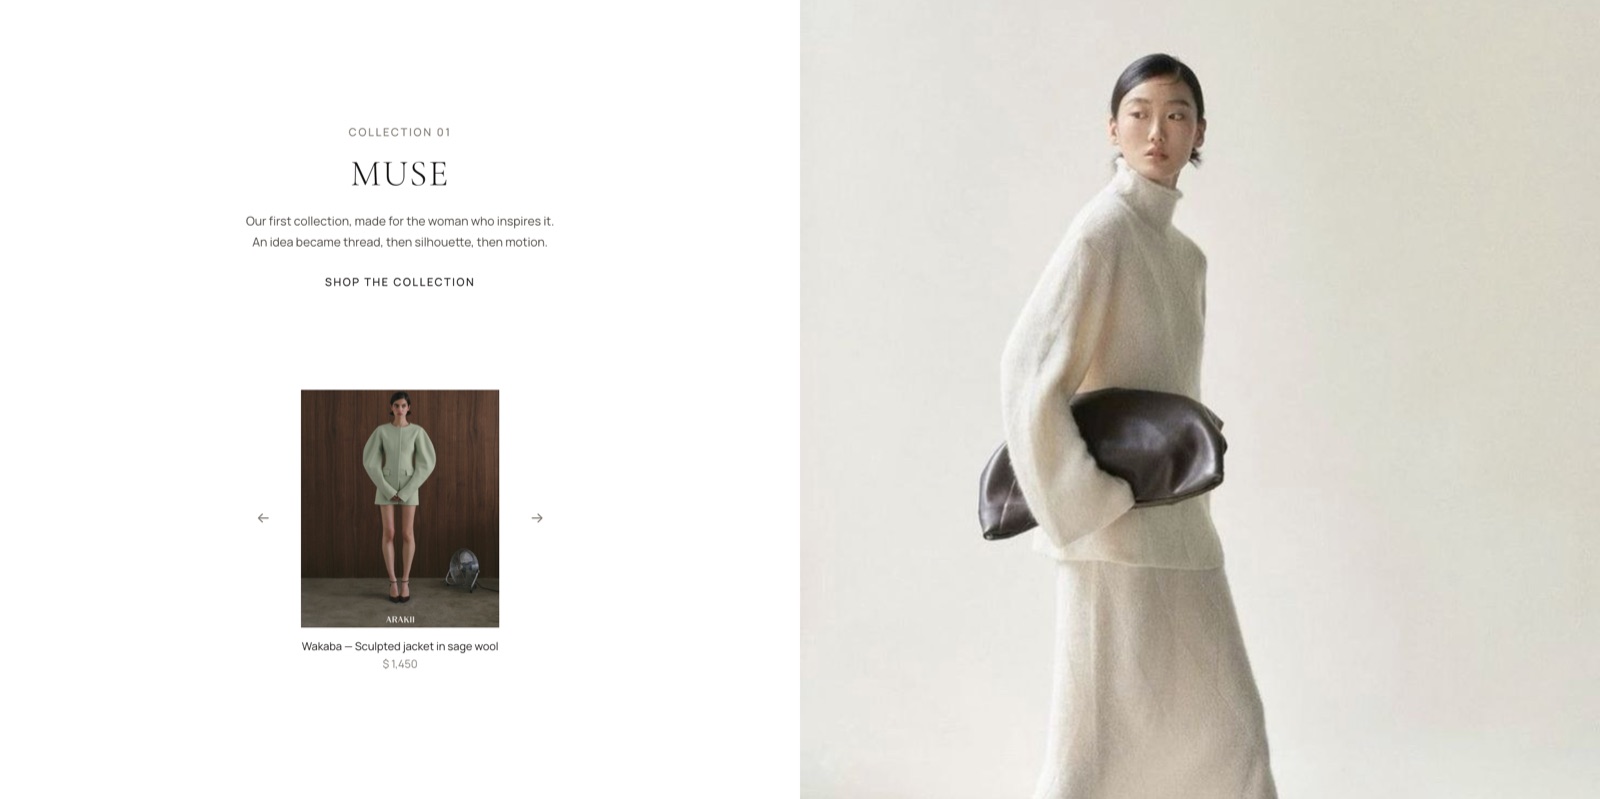 COLLECTION 01
MUSE
Our first collection, made for the woman who inspires it.
An idea became thread, then silhouette, then motion.
SHOP THE COLLECTION
ARAKII
Wakaba — Sculpted jacket in sage wool
$ 1,450